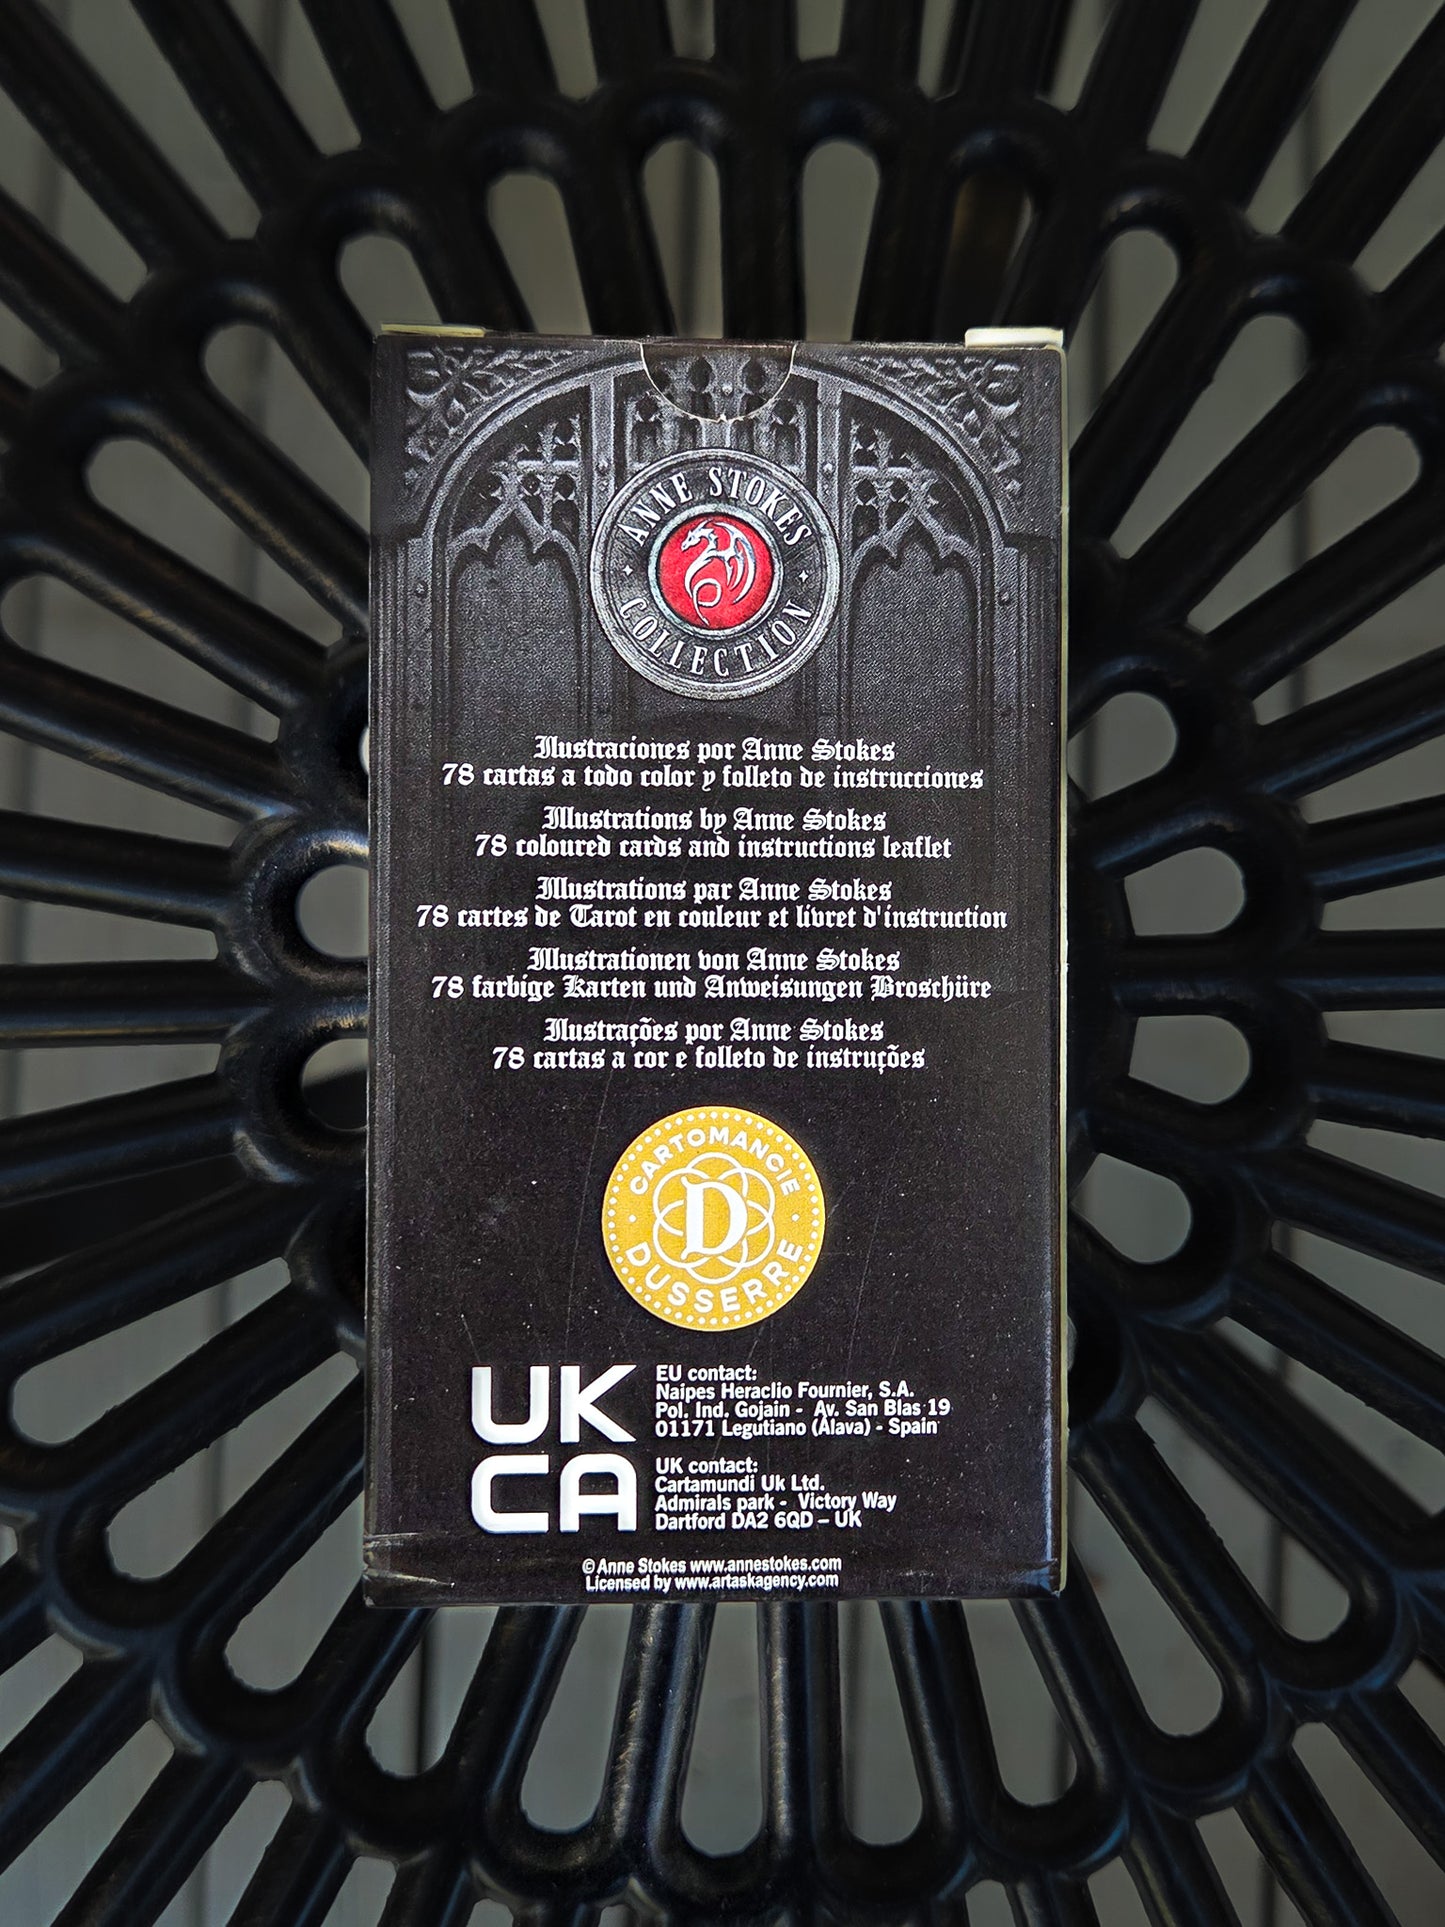 ANNE STOKES
COLLECTION
Ilustraciones por Anne Stokes
78 cartas a todo color y folleto de instrucciones
Illustrations by Anne Stokes
78 coloured cards and instructions leaflet
Illustrations par Anne Stokes
78 cartes de Tarot en couleur et livret d'instruction
Illustrationen von Anne Stokes
78 farbige Karten und Anweisungen Broschüre
Ilustrações por Anne Stokes
78 cartas a cor e folleto de instruções
CARTOMANCIE
D
DUSSERRE
UK
CA
EU contact:
Naipes Heraclio Fournier, S.A.
Pol. Ind. Gojain - Av. San Blas 19
01171 Legutiano (Álava) - Spain
UK contact:
Cartamundi Uk Ltd.
Admirals park - Victory Way
Dartford DA2 6QD – UK
© Anne Stokes www.annestokes.com
Licensed by www.artaskagency.com